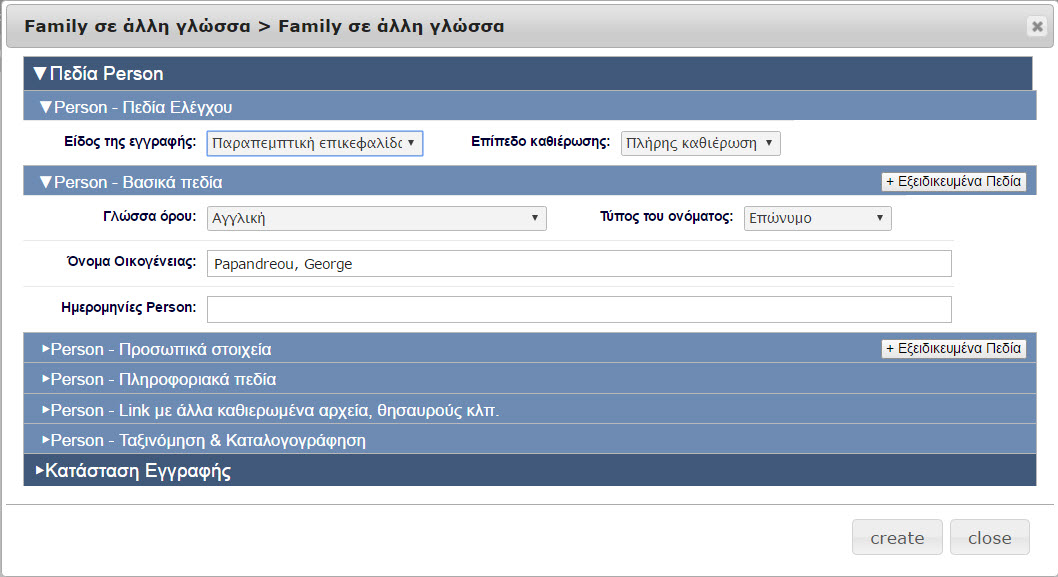 Family σε άλλη γλώσσα > Family σε άλλη γλώσσα
▼Πεδία Person
▼Person - Πεδία Ελέγχου
Είδος της εγγραφής: Παραπεμπτική επικεφαλίδα Επίπεδο καθιέρωσης: Πλήρης καθιέρωση
▼Person - Βασικά πεδία + Εξειδικευμένα Πεδία
Γλώσσα όρου: Αγγλική Τύπος του ονόματος: Επώνυμο
Όνομα Οικογένειας: Papandreou, George
Ημερομηνίες Person:
▸Person - Προσωπικά στοιχεία + Εξειδικευμένα Πεδία
▸Person - Πληροφοριακά πεδία
▸Person - Link με άλλα καθιερωμένα αρχεία, θησαυρούς κλπ.
▸Person - Ταξινόμηση & Καταλογογράφηση
▸Κατάσταση Εγγραφής
create close